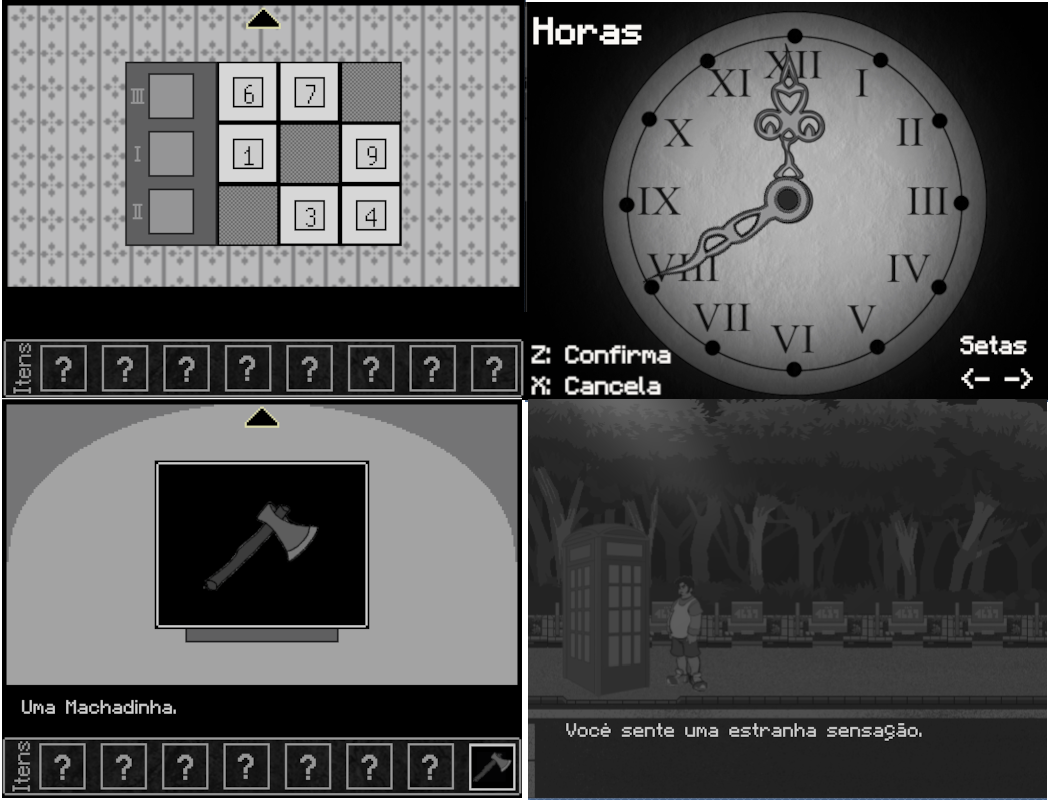 III 6 7
I 1 9
II 3 4
Itens ? ? ? ? ? ? ? ?
Horas
XII
XI I
X II
IX III
VIII IV
VII V
VI
Z: Confirma
X: Cancela
Setas
<- ->
Uma Machadinha.
Itens ? ? ? ? ? ? ?
Você sente uma estranha sensação.